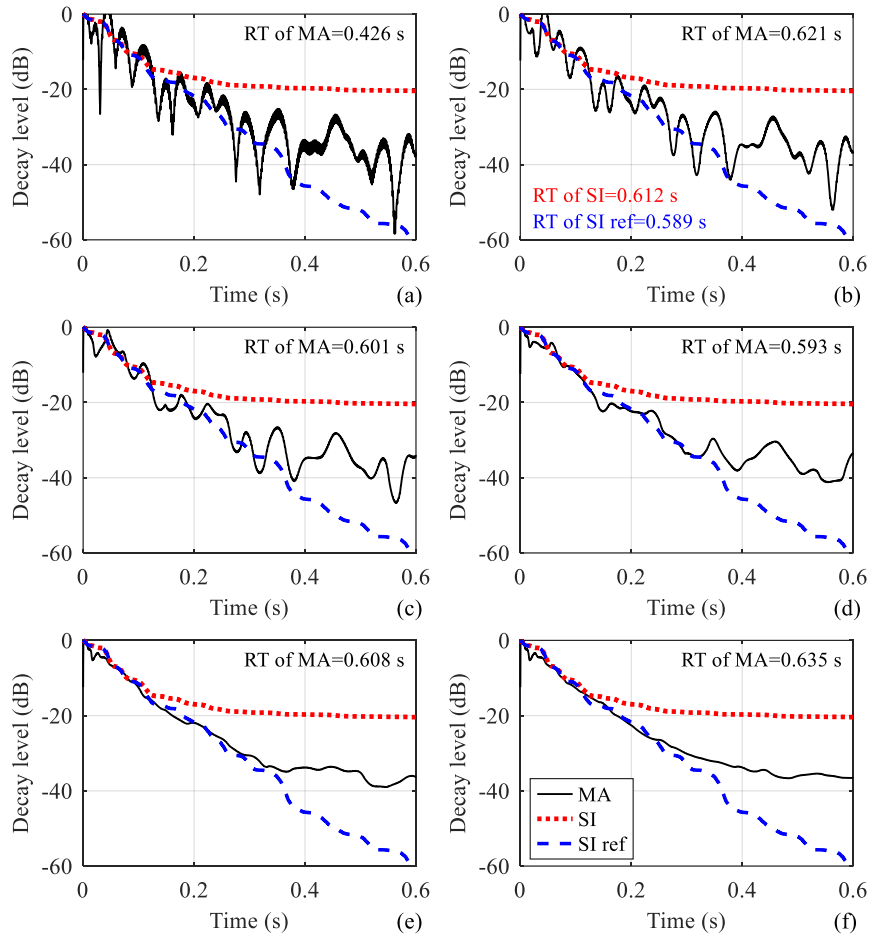 0
-20
-40
-60
Decay level (dB)
RT of MA=0.426 s
0
0.2
0.4
0.6
Time (s)
(a)
0
-20
-40
-60
Decay level (dB)
RT of MA=0.621 s
RT of SI=0.612 s
RT of SI ref=0.589 s
0
0.2
0.4
0.6
Time (s)
(b)
0
-20
-40
-60
Decay level (dB)
RT of MA=0.601 s
0
0.2
0.4
0.6
Time (s)
(c)
0
-20
-40
-60
Decay level (dB)
RT of MA=0.593 s
0
0.2
0.4
0.6
Time (s)
(d)
0
-20
-40
-60
Decay level (dB)
RT of MA=0.608 s
0
0.2
0.4
0.6
Time (s)
(e)
0
-20
-40
-60
Decay level (dB)
RT of MA=0.635 s
MA
SI
SI ref
0
0.2
0.4
0.6
Time (s)
(f)